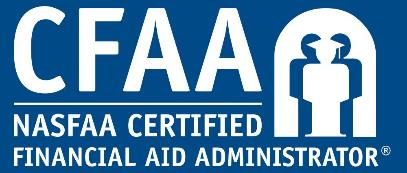 CFAA
NASFAA CERTIFIED
FINANCIAL AID ADMINISTRATOR®